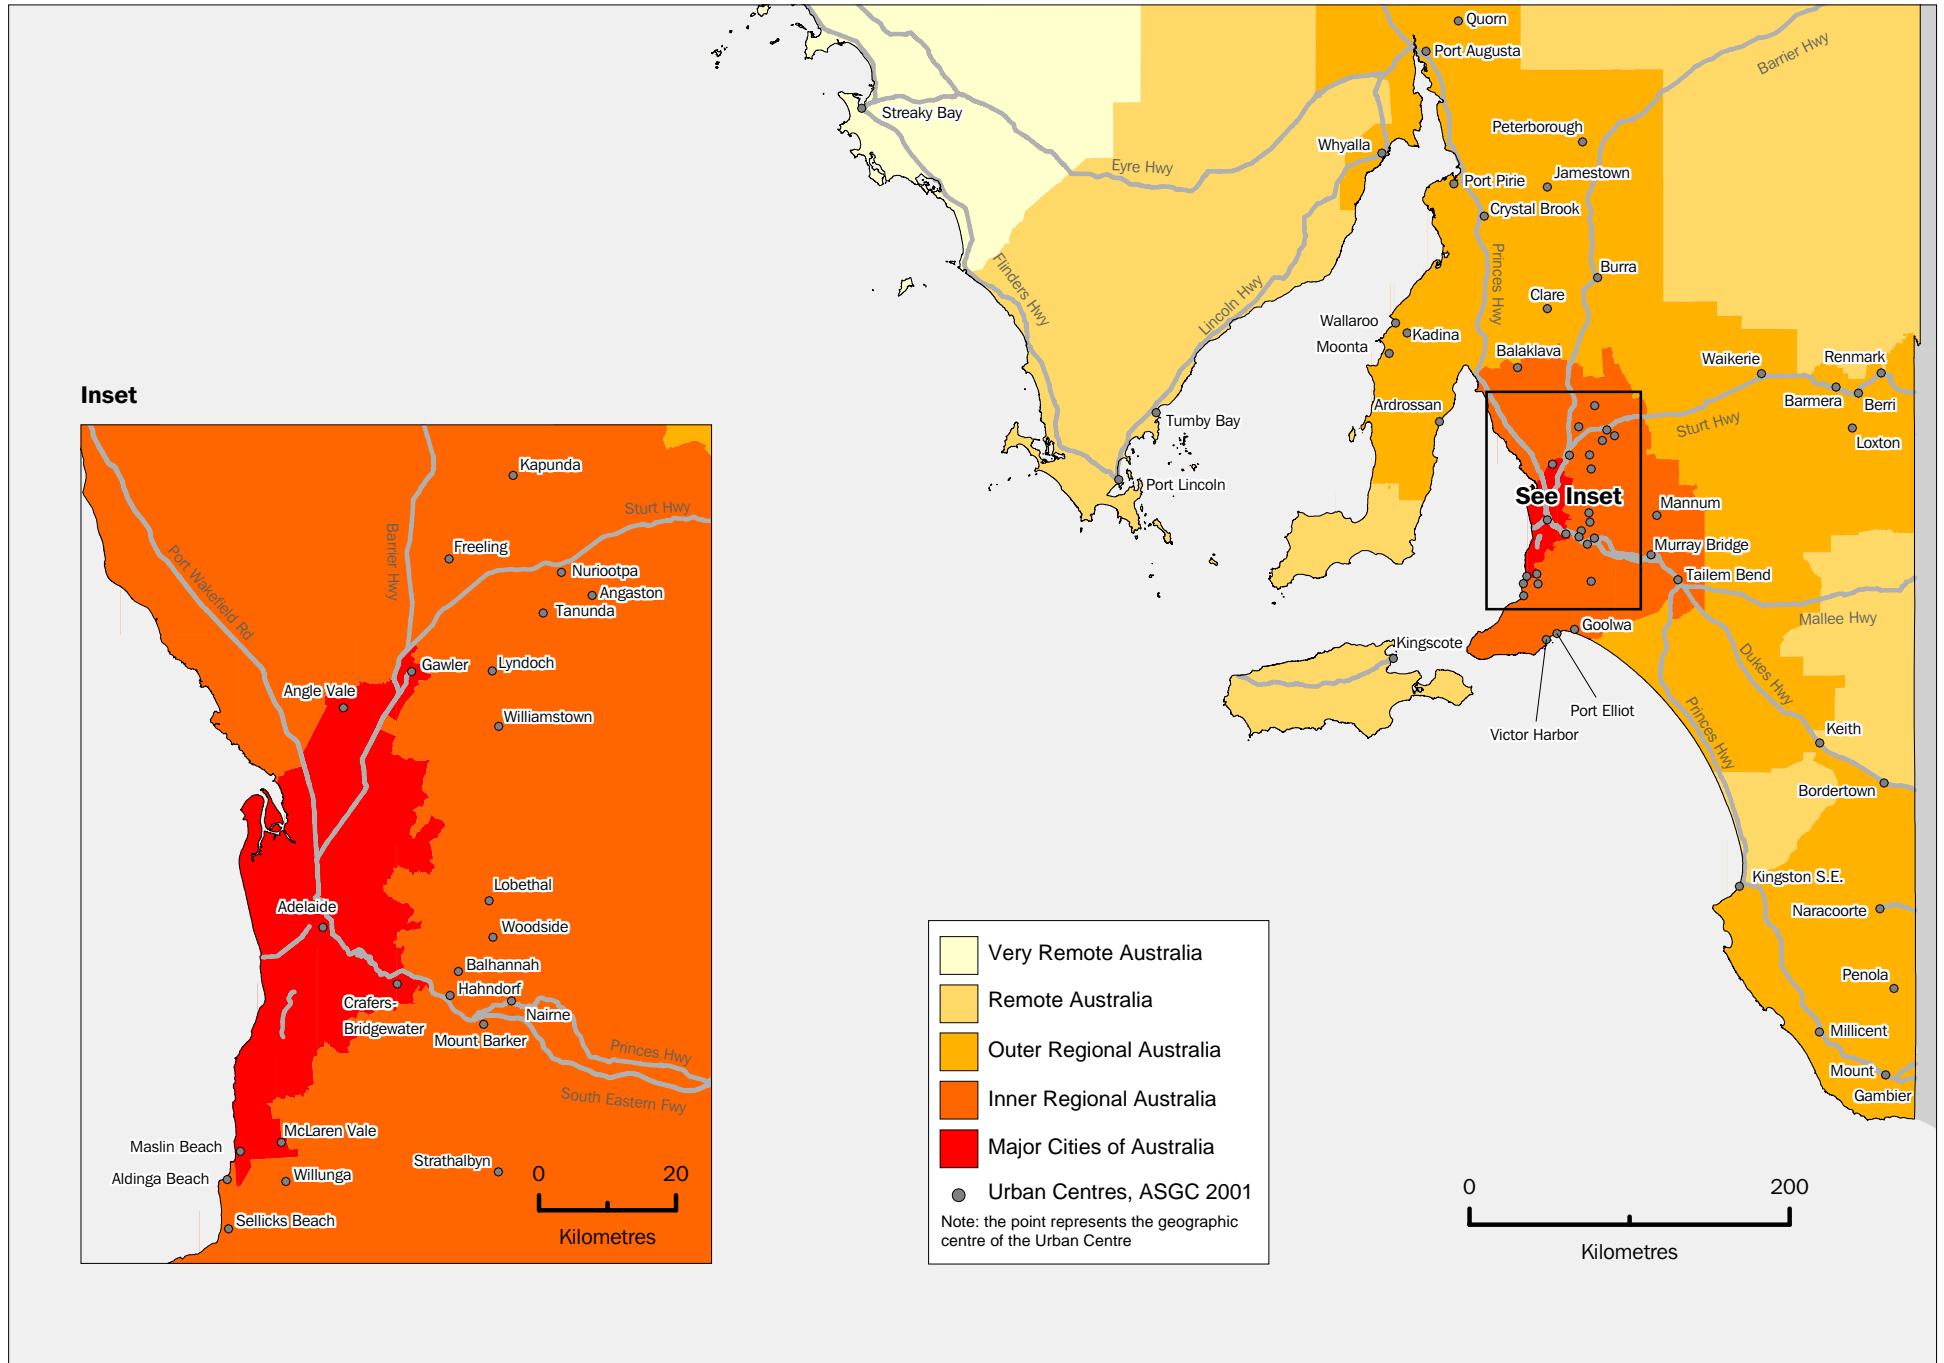 Quorn
Port Augusta
Barrier Hwy
Streaky Bay
Peterborough
Whyalla
Eyre Hwy
Jamestown
Port Pirie
Crystal Brook
Flinders Hwy
Princes Hwy
Burra
Lincoln Hwy
Clare
Wallaroo
Kadina
Moonta
Balaklava
Waikerie
Renmark
Ardrossan
Barmera
Berri
Tumby Bay
Sturt Hwy
Loxton
Port Lincoln
See Inset
Mannum
Murray Bridge
Tailem Bend
Mallee Hwy
Goolwa
Kingscote
Dukes Hwy
Port Elliot
Victor Harbor
Princes Hwy
Keith
Bordertown
Kingston S.E.
Naracoorte
Penola
Millicent
Mount
Gambier
Inset
Kapunda
Sturt Hwy
Barrier Hwy
Port Wakefield Rd
Freeling
Nuriootpa
Angaston
Tanunda
Gawler
Lyndoch
Angle Vale
Williamstown
Lobethal
Adelaide
Woodside
Balhannah
Hahndorf
Crafers-
Bridgewater
Nairne
Mount Barker
Princes Hwy
South Eastern Fwy
McLaren Vale
Maslin Beach
Strathalbyn
Aldinga Beach
Willunga
Sellicks Beach
0 20
Kilometres
Very Remote Australia
Remote Australia
Outer Regional Australia
Inner Regional Australia
Major Cities of Australia
Urban Centres, ASGC 2001
Note: the point represents the geographic
centre of the Urban Centre
0 200
Kilometres